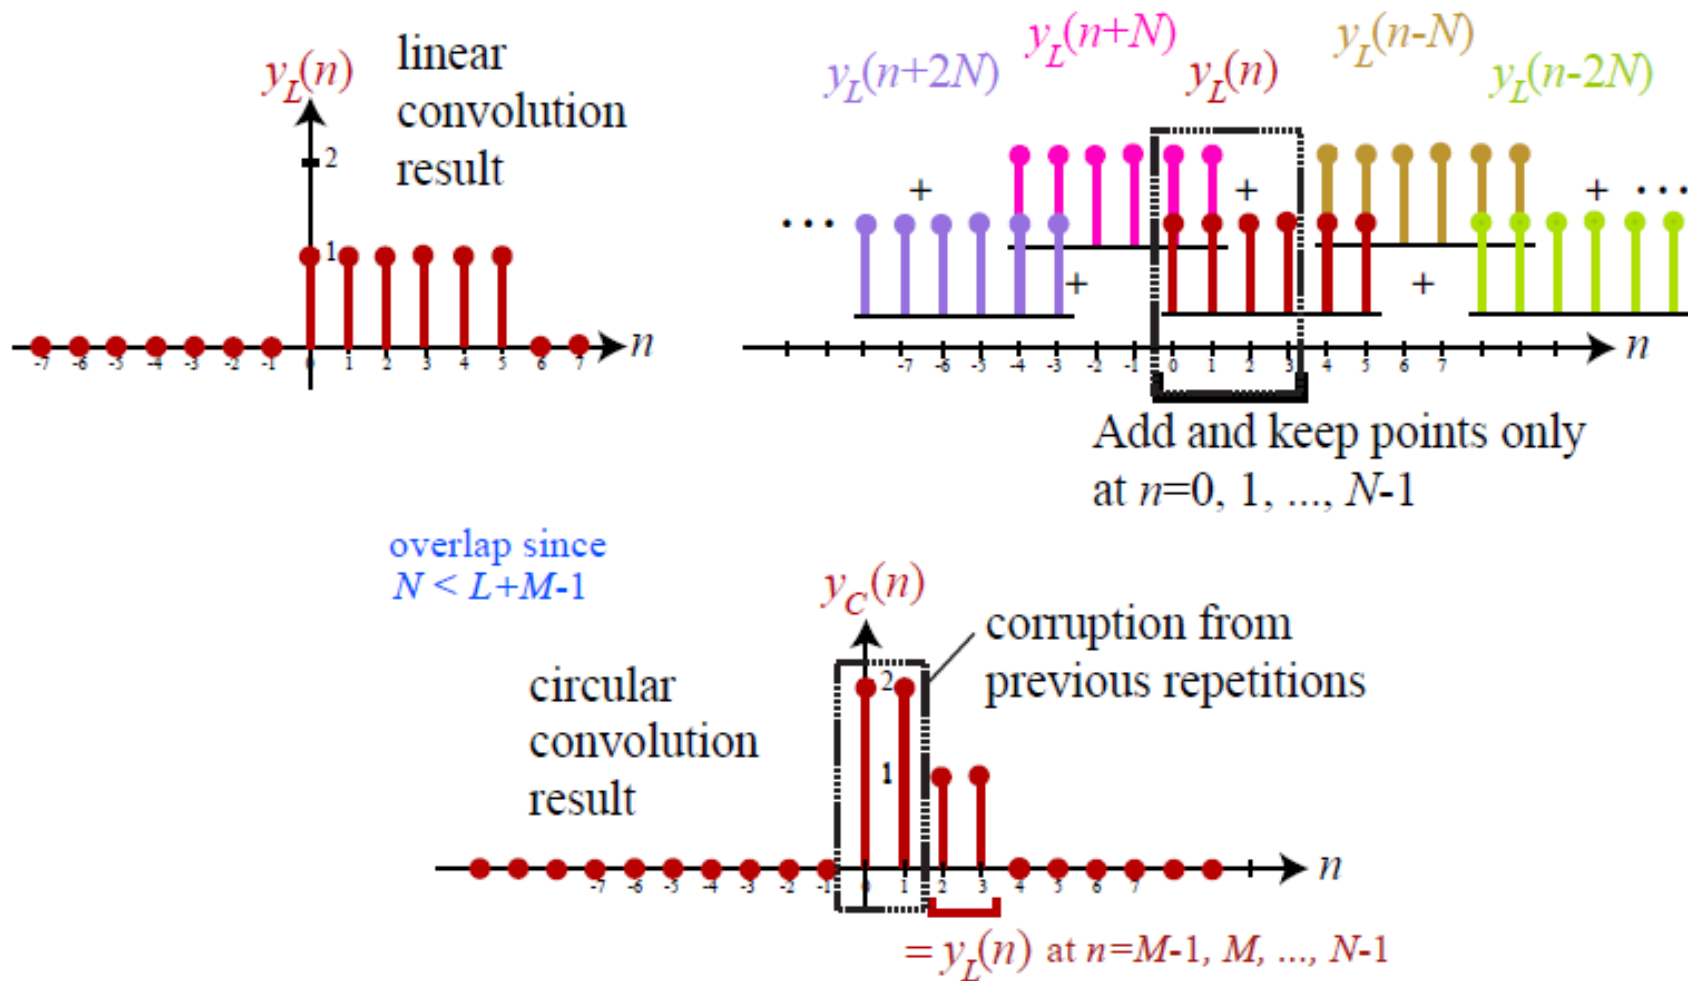 y_L(n)
linear
convolution
result
2
1
-7 -6 -5 -4 -3 -2 -1 0 1 2 3 4 5 6 7
n
y_L(n+2N)
y_L(n+N)
y_L(n)
y_L(n-N)
y_L(n-2N)
+ + + ...
... + +
-7 -6 -5 -4 -3 -2 -1 0 1 2 3 4 5 6 7
n
Add and keep points only
at n=0, 1, ..., N-1
overlap since
N < L+M-1
y_C(n)
corruption from
previous repetitions
circular
convolution
result
2
1
-7 -6 -5 -4 -3 -2 -1 0 1 2 3 4 5 6 7
n
= y_L(n) at n=M-1, M, ..., N-1